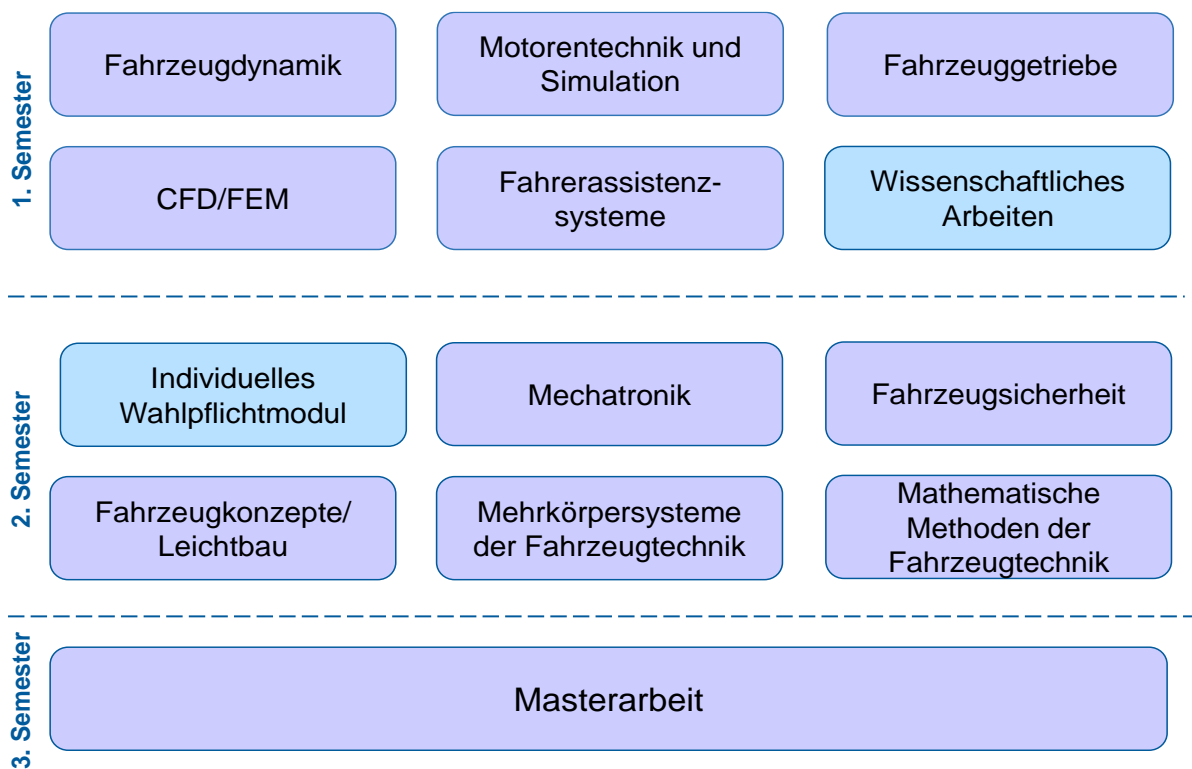 1. Semester
Fahrzeugdynamik
Motorentechnik und
Simulation
Fahrzeuggetriebe
CFD/FEM
Fahrerassistenz-
systeme
Wissenschaftliches
Arbeiten
2. Semester
Individuelles
Wahlpflichtmodul
Mechatronik
Fahrzeugsicherheit
Fahrzeugkonzepte/
Leichtbau
Mehrkörpersysteme
der Fahrzeugtechnik
Mathematische
Methoden der
Fahrzeugtechnik
3. Semester
Masterarbeit